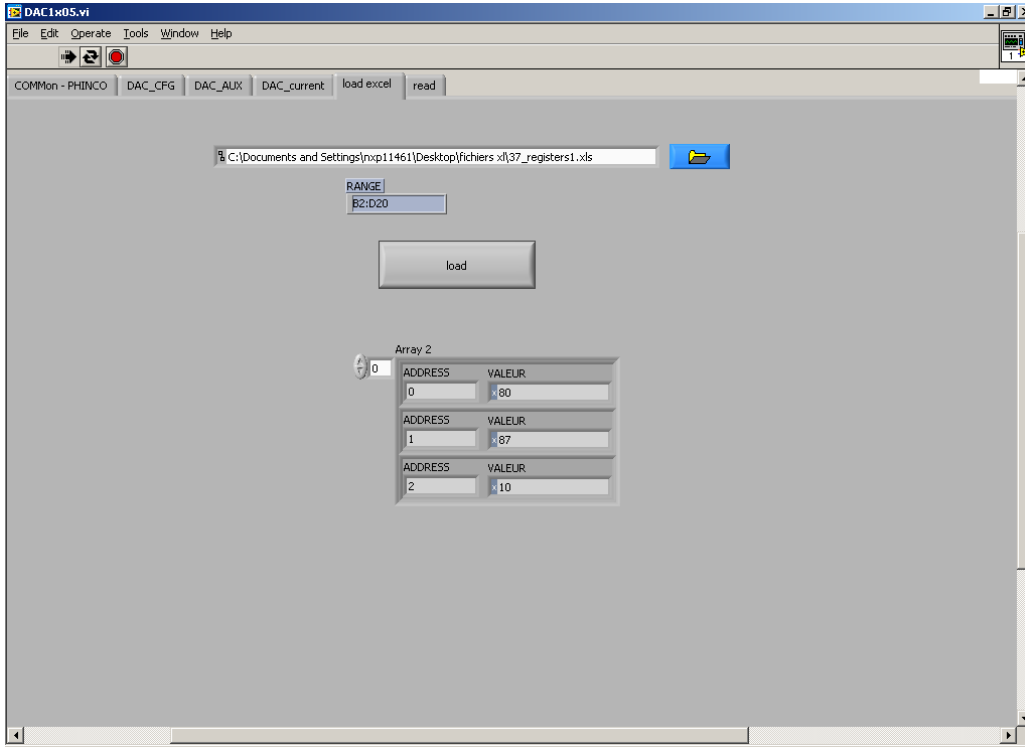 DAC1x05.vi
File Edit Operate Tools Window Help
1
COMMon - PHINCO DAC_CFG DAC_AUX DAC_current load excel read
C:\Documents and Settings\nxp11461\Desktop\fichiers xl\37_registers1.xls
RANGE
B2:D20
load
Array 2
0
ADDRESS VALEUR
0 x 80
ADDRESS VALEUR
1 x 87
ADDRESS VALEUR
2 x 10